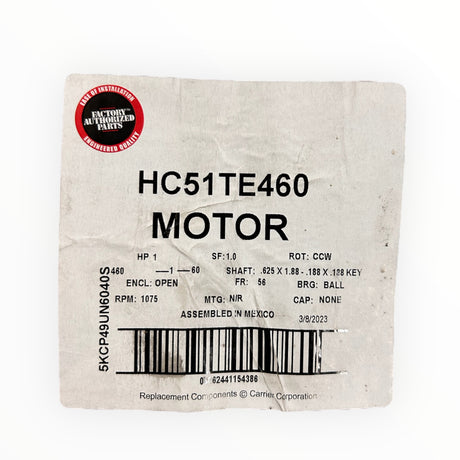 EASE OF INSTALLATION
FACTORY
AUTHORIZED
PARTS
ENGINEERED QUALITY
HC51TE460
MOTOR
HP 1 SF:1.0 ROT: CCW
460 —1 —60 SHAFT: .625 X 1.88 - .188 X .188 KEY
ENCL: OPEN FR: 56 BRG: BALL
RPM: 1075 MTG: N/R CAP: NONE
ASSEMBLED IN MEXICO 3/8/2023
5KCP49UN6040S
62441154386
Replacement Components © Carrier Corporation